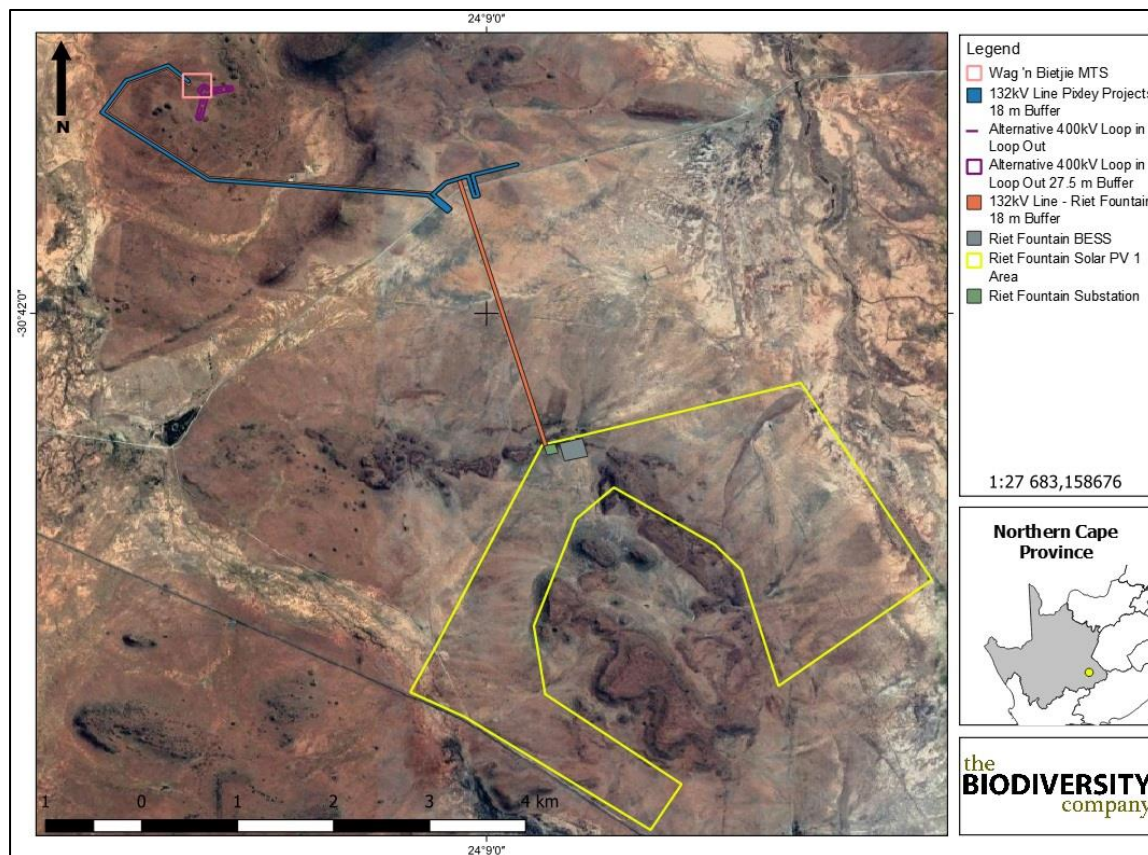 24°9'0"
N
-30°42'0"
-30°42'0"
1 0 1 2 3 4 km
24°9'0"
Legend
Wag 'n Bietjie MTS
132kV Line Pixley Projects
18 m Buffer
Alternative 400kV Loop in
Loop Out
Alternative 400kV Loop in
Loop Out 27.5 m Buffer
132kV Line - Riet Fountain
18 m Buffer
Riet Fountain BESS
Riet Fountain Solar PV 1
Area
Riet Fountain Substation
1:27 683,158676
Northern Cape
Province
the
BIODIVERSITY
company